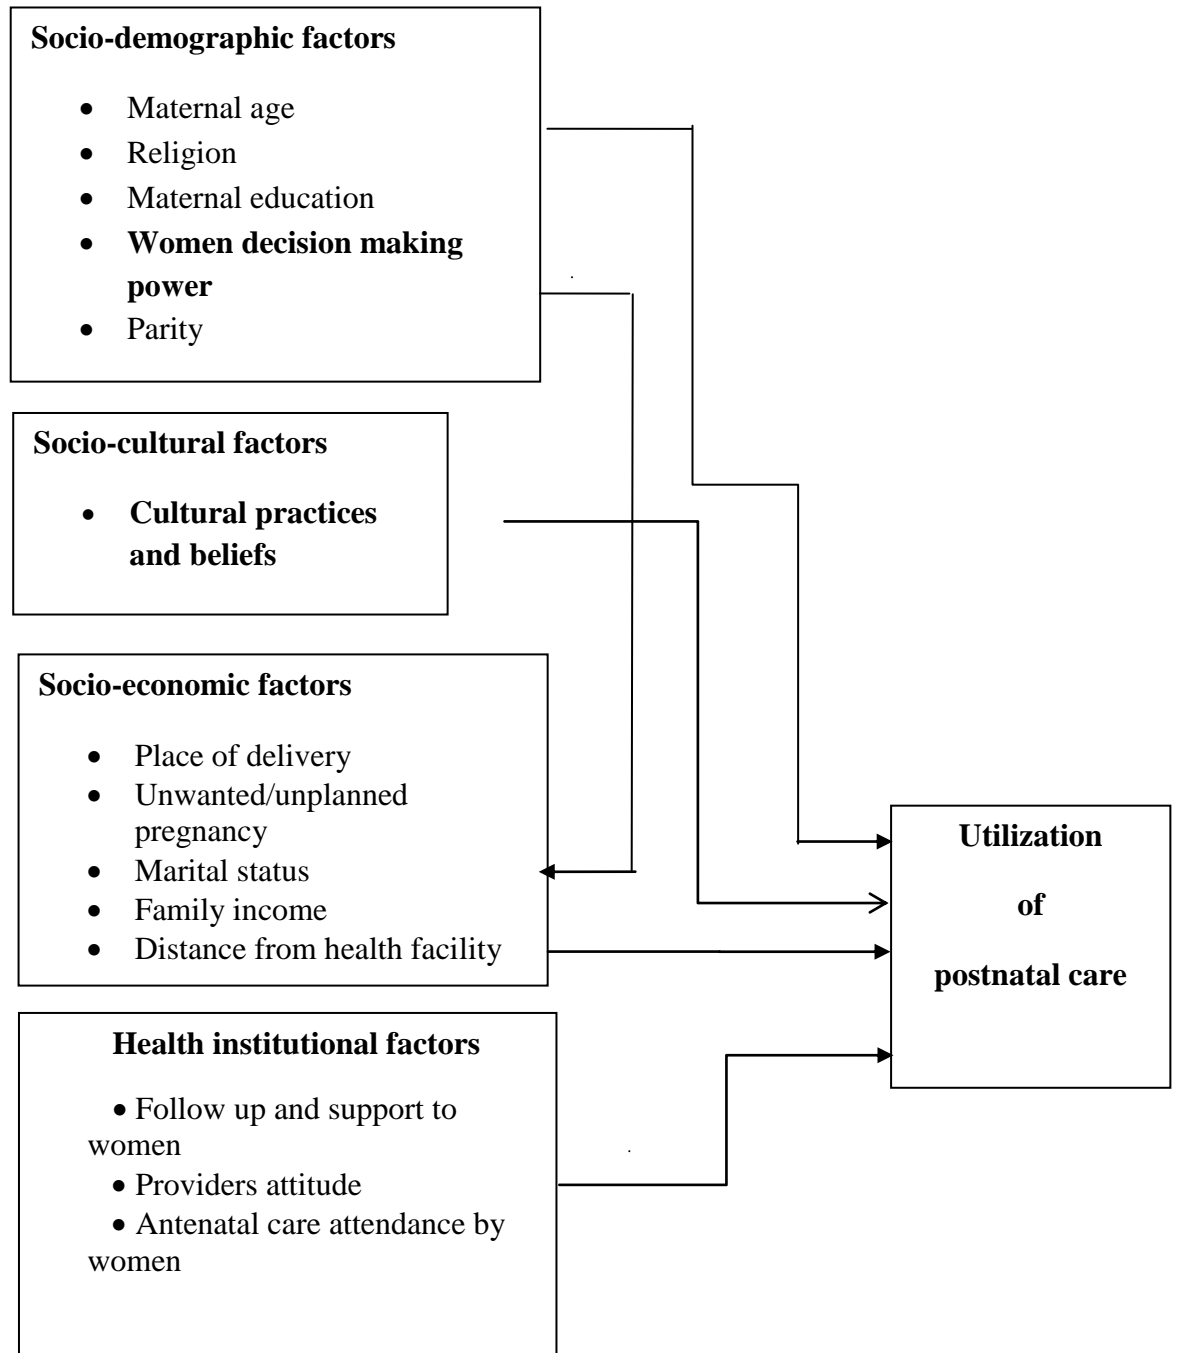 Socio-demographic factors
• Maternal age
• Religion
• Maternal education
• Women decision making
power
• Parity
Socio-cultural factors
• Cultural practices
and beliefs
Socio-economic factors
• Place of delivery
• Unwanted/unplanned
pregnancy
• Marital status
• Family income
• Distance from health facility
Health institutional factors
• Follow up and support to
women
• Providers attitude
• Antenatal care attendance by
women
Utilization
of
postnatal care